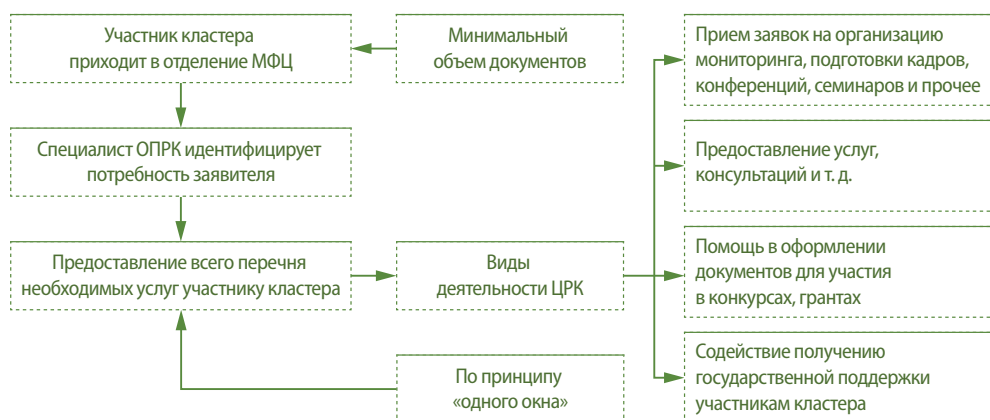 Участник кластера
приходит в отделение МФЦ
Минимальный
объем документов
Прием заявок на организацию
мониторинга, подготовки кадров,
конференций, семинаров и прочее
Специалист ОПРК идентифицирует
потребность заявителя
Предоставление услуг,
консультаций и т. д.
Предоставление всего перечня
необходимых услуг участнику кластера
Виды
деятельности ЦРК
Помощь в оформлении
документов для участия
в конкурсах, грантах
По принципу
«одного окна»
Содействие получению
государственной поддержки
участникам кластера